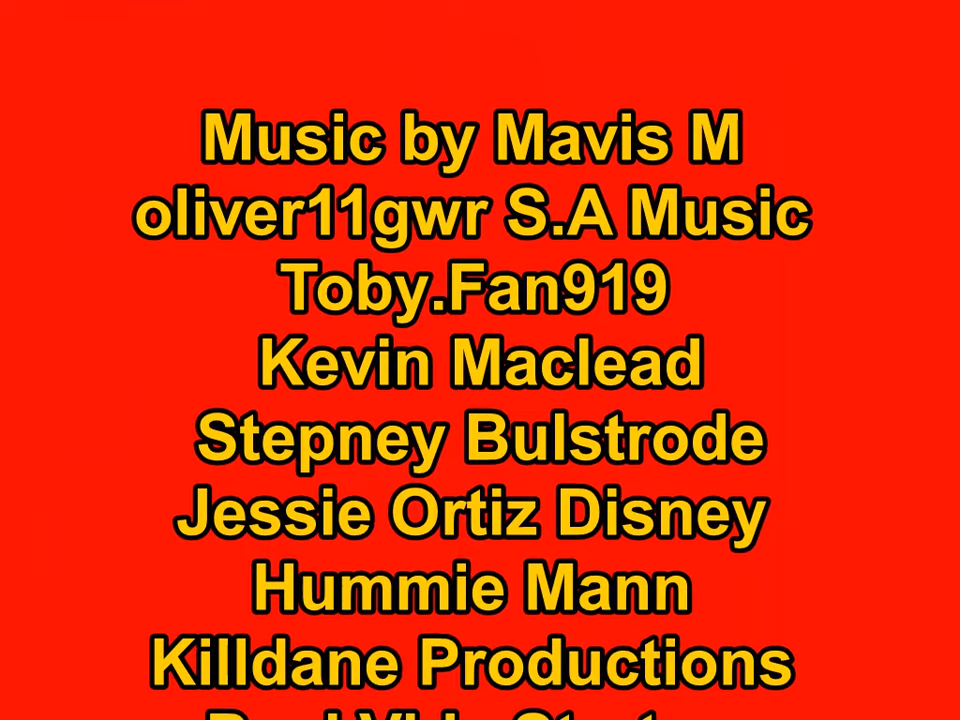 Music by Mavis M
oliver11gwr S.A Music
Toby.Fan919
Kevin Maclead
Stepney Bulstrode
Jessie Ortiz Disney
Hummie Mann
Killdane Productions